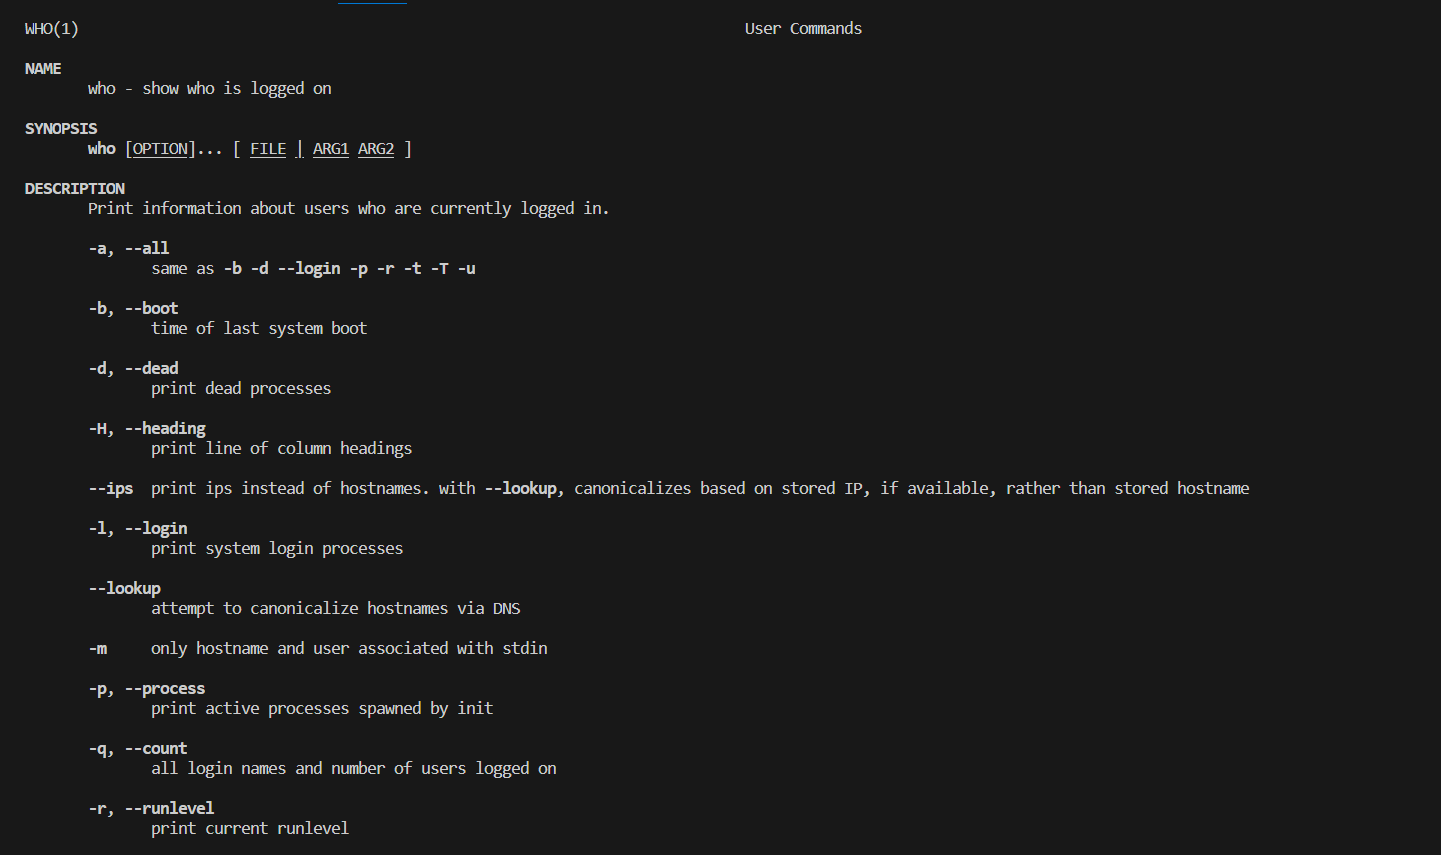 WHO(1) User Commands
NAME
who - show who is logged on
SYNOPSIS
who [OPTION]... [ FILE | ARG1 ARG2 ]
DESCRIPTION
Print information about users who are currently logged in.
-a, --all
same as -b -d --login -p -r -t -T -u
-b, --boot
time of last system boot
-d, --dead
print dead processes
-H, --heading
print line of column headings
--ips print ips instead of hostnames. with --lookup, canonicalizes based on stored IP, if available, rather than stored hostname
-l, --login
print system login processes
--lookup
attempt to canonicalize hostnames via DNS
-m only hostname and user associated with stdin
-p, --process
print active processes spawned by init
-q, --count
all login names and number of users logged on
-r, --runlevel
print current runlevel